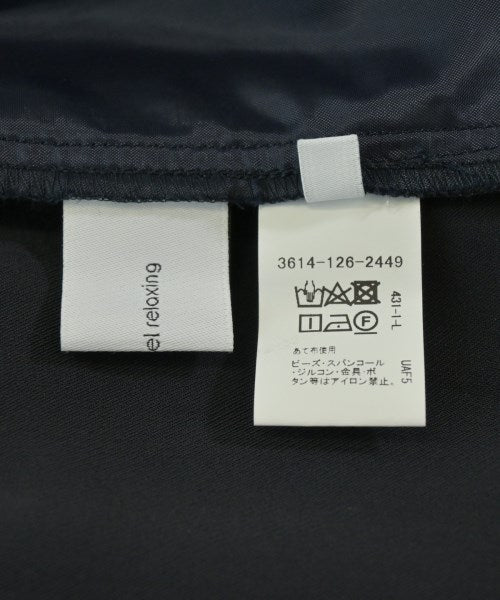 el relaxing
3614-126-2449
F
あて布使用
ビーズ・スパンコール
・ジルコン・金具・ボ
タン等はアイロン禁止。
431-I-L
UAF5